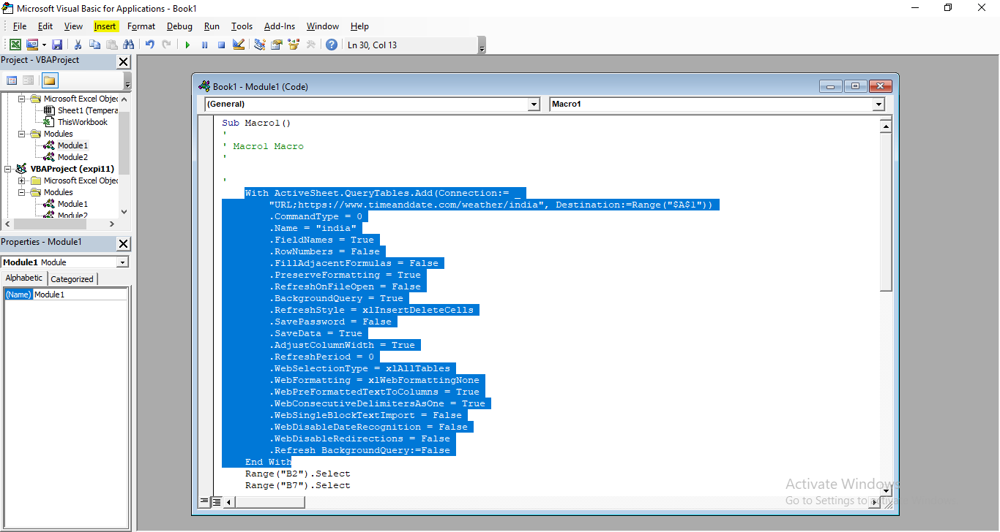 Microsoft Visual Basic for Applications - Book1
File Edit View Insert Format Debug Run Tools Add-Ins Window Help
Ln 30, Col 13
Project - VBAProject
Microsoft Excel Objec
Sheet1 (Tempera
ThisWorkbook
Modules
Module1
Module2
VBAProject (expi11)
Microsoft Excel Objec
Modules
Module1
Module2
Properties - Module1
Module1 Module
Alphabetic Categorized
(Name) Module1
Book1 - Module1 (Code)
(General) Macro1
Sub Macro1()
'
' Macro1 Macro
'
'
With ActiveSheet.QueryTables.Add(Connection:= _
"URL;https://www.timeanddate.com/weather/india", Destination:=Range("$A$1"))
.CommandType = 0
.Name = "india"
.FieldNames = True
.RowNumbers = False
.FillAdjacentFormulas = False
.PreserveFormatting = True
.RefreshOnFileOpen = False
.BackgroundQuery = True
.RefreshStyle = xlInsertDeleteCells
.SavePassword = False
.SaveData = True
.AdjustColumnWidth = True
.RefreshPeriod = 0
.WebSelectionType = xlAllTables
.WebFormatting = xlWebFormattingNone
.WebPreFormattedTextToColumns = True
.WebConsecutiveDelimitersAsOne = True
.WebSingleBlockTextImport = False
.WebDisableDateRecognition = False
.WebDisableRedirections = False
.Refresh BackgroundQuery:=False
End With
Range("B2").Select
Range("B7").Select
Activate Windows
Go to Settings to activate